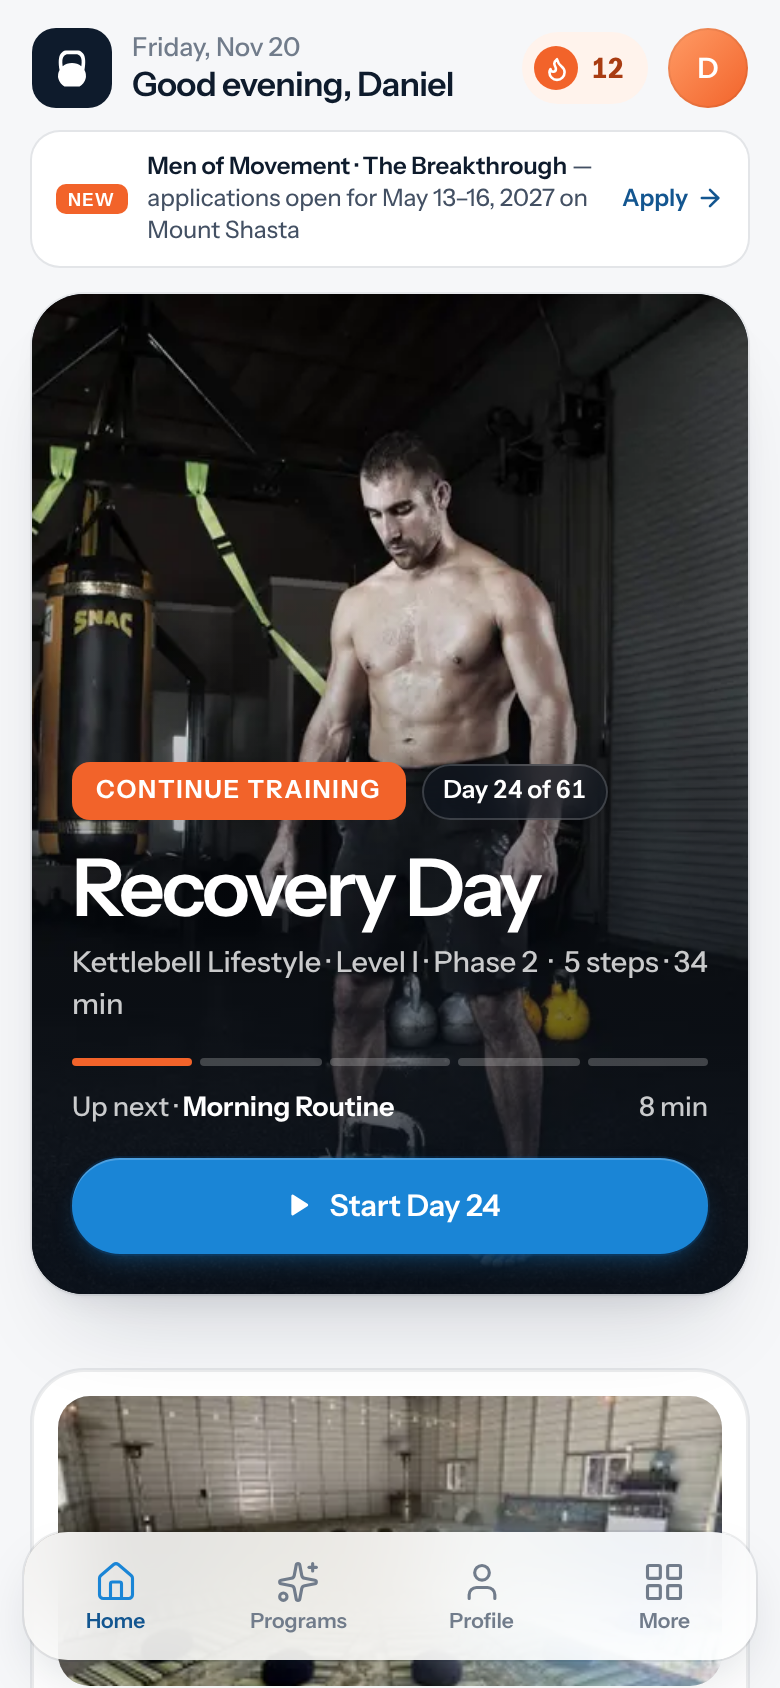 Friday, Nov 20
Good evening, Daniel
12
D
NEW
Men of Movement · The Breakthrough —
applications open for May 13–16, 2027 on
Mount Shasta
Apply →
SNAC
CONTINUE TRAINING
Day 24 of 61
Recovery Day
Kettlebell Lifestyle · Level I · Phase 2 · 5 steps · 34
min
Up next · Morning Routine
8 min
Start Day 24
Home
Programs
Profile
More